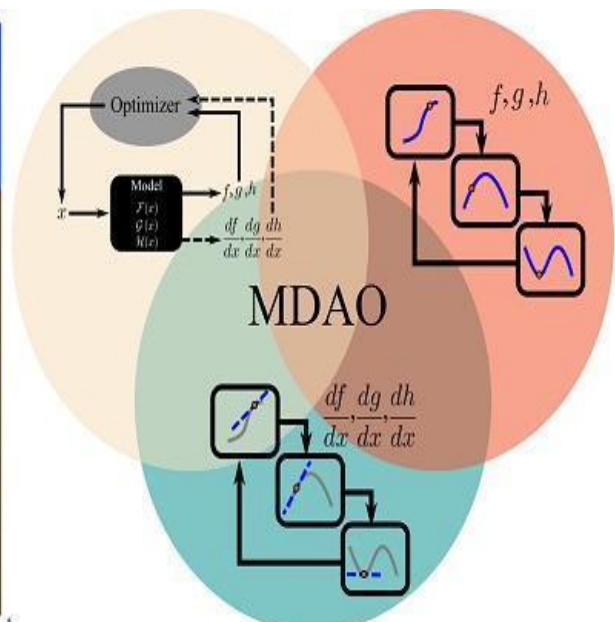 Optimizer
f,g,h
Model
F(x)
x
f,g,h
G(x)
H(x)
df/dx, dg/dx, dh/dx
MDAO
df/dx, dg/dx, dh/dx